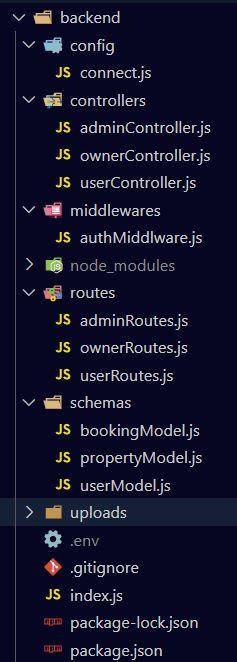 backend
config
JS connect.js
controllers
JS adminController.js
JS ownerController.js
JS userController.js
middlewares
JS authMiddlware.js
node_modules
routes
JS adminRoutes.js
JS ownerRoutes.js
JS userRoutes.js
schemas
JS bookingModel.js
JS propertyModel.js
JS userModel.js
uploads
.env
.gitignore
JS index.js
npm package-lock.json
npm package.json